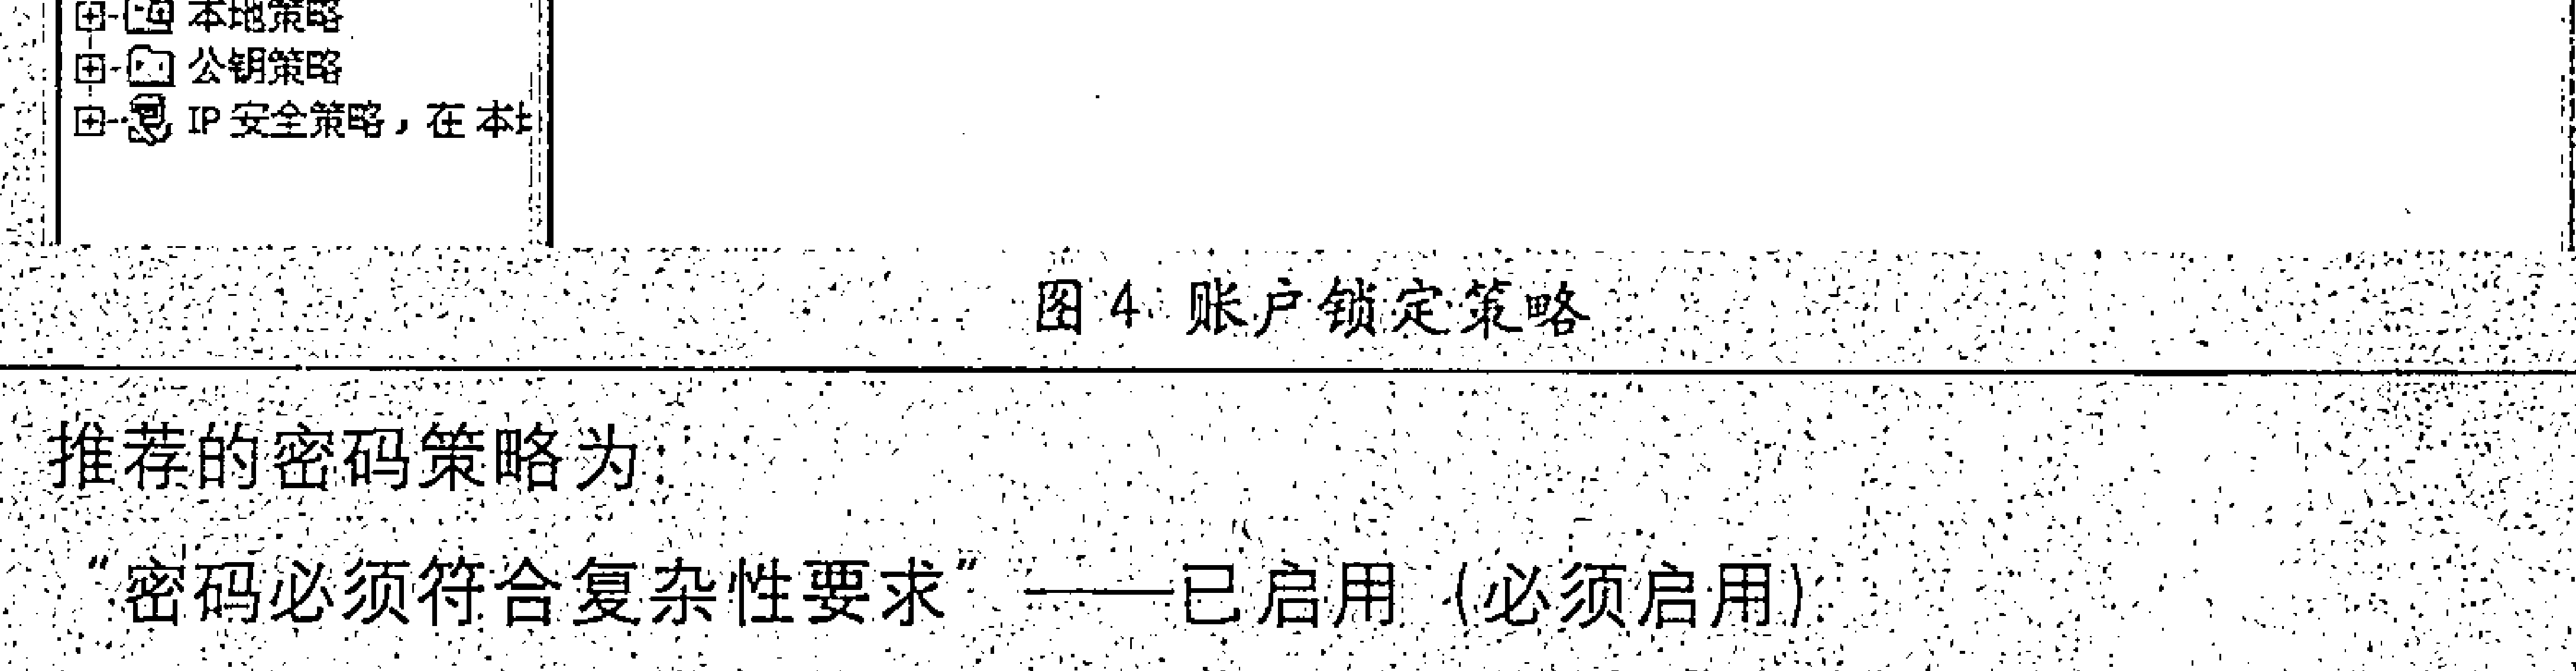 本地策略
公钥策略
IP 安全策略，在 本
图 4 账户锁定策略
推荐的密码策略为：
“密码必须符合复杂性要求”——已启用（必须启用）